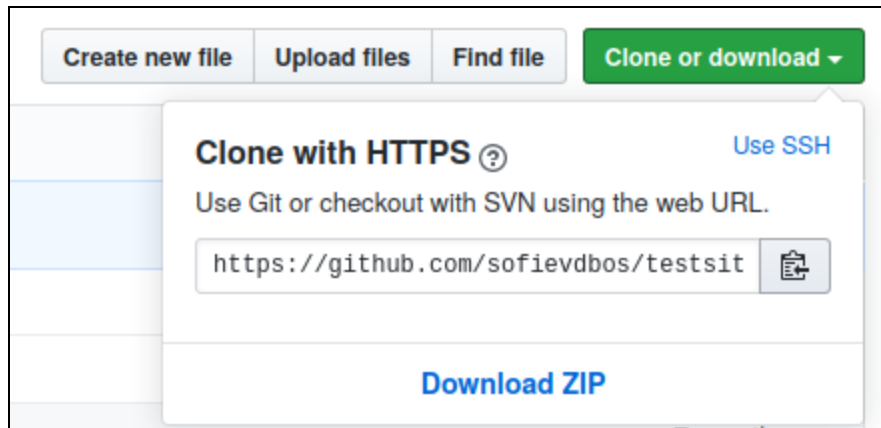 Create new file Upload files Find file Clone or download
Clone with HTTPS Use SSH
Use Git or checkout with SVN using the web URL.
https://github.com/sofievdbos/testsit
Download ZIP